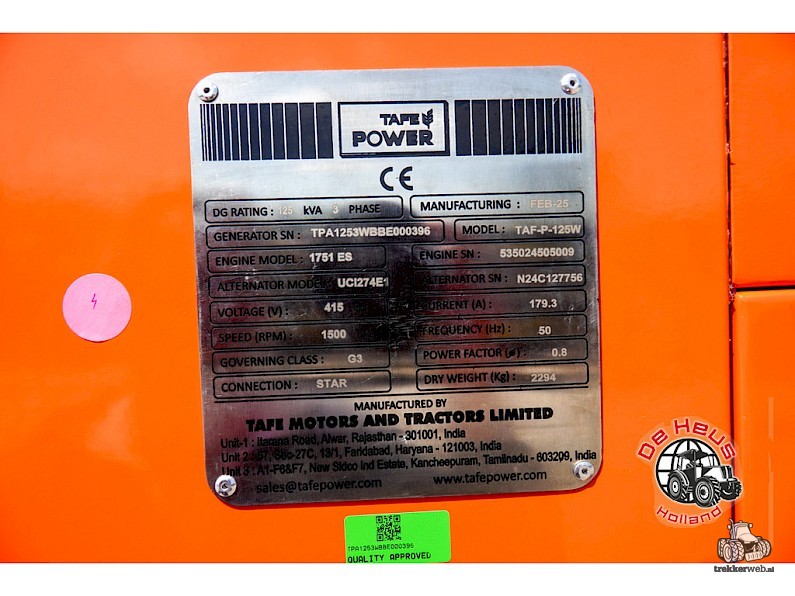 TAFE
POWER
CE
DG RATING : 125 kVA 3 PHASE MANUFACTURING : FEB-25
GENERATOR SN : TPA1253WBBE000396 MODEL : TAF-P-125W
ENGINE MODEL : 1751 ES ENGINE SN : 535024505009
ALTERNATOR MODEL : UCI274E1 ALTERNATOR SN : N24C127756
VOLTAGE (V) : 415 CURRENT (A) : 179.3
SPEED (RPM) : 1500 FREQUENCY (Hz) : 50
GOVERNING CLASS : G3 POWER FACTOR (ø) : 0.8
CONNECTION : STAR DRY WEIGHT (Kg) : 2294
MANUFACTURED BY
TAFE MOTORS AND TRACTORS LIMITED
Unit-1 : Itarana Road, Alwar, Rajasthan - 301001, India
Unit 2 : 57, Sec-27C, 13/1, Faridabad, Haryana - 121003, India
Unit 3 : A1-F6&F7, New Sidco Ind Estate, Kancheepuram, Tamilnadu - 603209, India
sales@tafepower.com www.tafepower.com
4
TPA1253WBBE000396
QUALITY APPROVED
De Heus
Holland
trekkerweb.nl